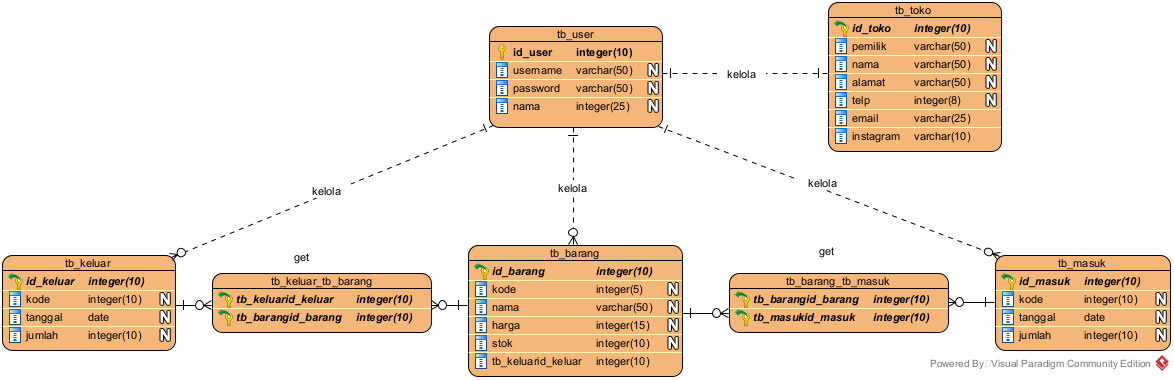 tb_toko
id_toko integer(10)
pemilik varchar(50) N
nama varchar(50) N
alamat varchar(50) N
telp integer(8) N
email varchar(25)
instagram varchar(10)
tb_user
id_user integer(10)
username varchar(50) N
password varchar(50) N
nama integer(25) N
kelola
kelola
kelola
kelola
get
get
tb_keluar
id_keluar integer(10)
kode integer(10) N
tanggal date N
jumlah integer(10) N
tb_keluar_tb_barang
tb_keluarid_keluar integer(10)
tb_barangid_barang integer(10)
tb_barang
id_barang integer(10)
kode integer(5) N
nama varchar(50) N
harga integer(15) N
stok integer(10) N
tb_keluarid_keluar integer(10)
tb_barang_tb_masuk
tb_barangid_barang integer(10)
tb_masukid_masuk integer(10)
tb_masuk
id_masuk integer(10)
kode integer(10) N
tanggal date N
jumlah integer(10) N
Powered By Visual Paradigm Community Edition